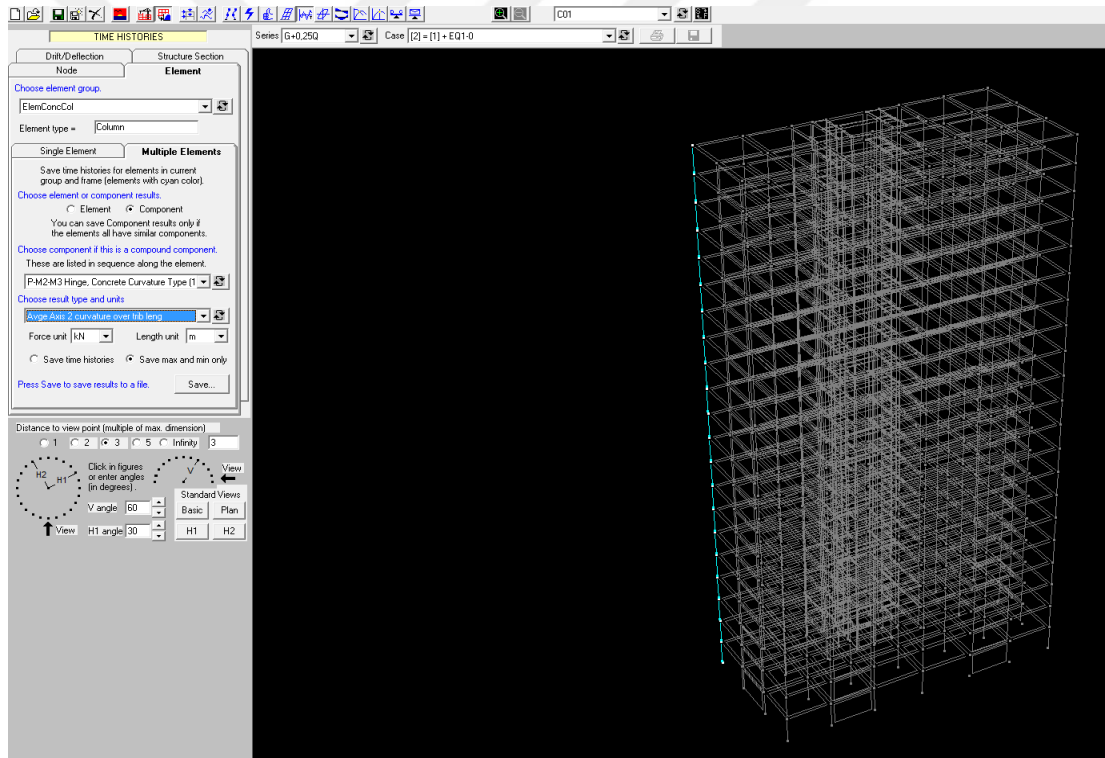 C01
TIME HISTORIES
Series G+0,25Q Case [2] = [1] + EQ1-0
Drift/Deflection Structure Section
Node Element
Choose element group.
ElemConcCol
Element type = Column
Single Element Multiple Elements
Save time histories for elements in current
group and frame (elements with cyan color).
Choose element or component results.
Element Component
You can save Component results only if
the elements all have similar components.
Choose component if this is a compound component.
These are listed in sequence along the element.
P-M2-M3 Hinge, Concrete Curvature Type (1
Choose result type and units
Avge Axis 2 curvature over trib leng
Force unit kN Length unit m
Save time histories Save max and min only
Press Save to save results to a file. Save...
Distance to view point (multiple of max. dimension)
1 2 3 5 Infinity 3
H2 H1 Click in figures V View
or enter angles
(in degrees).
Standard Views
V angle 60 Basic Plan
View H1 angle 30 H1 H2